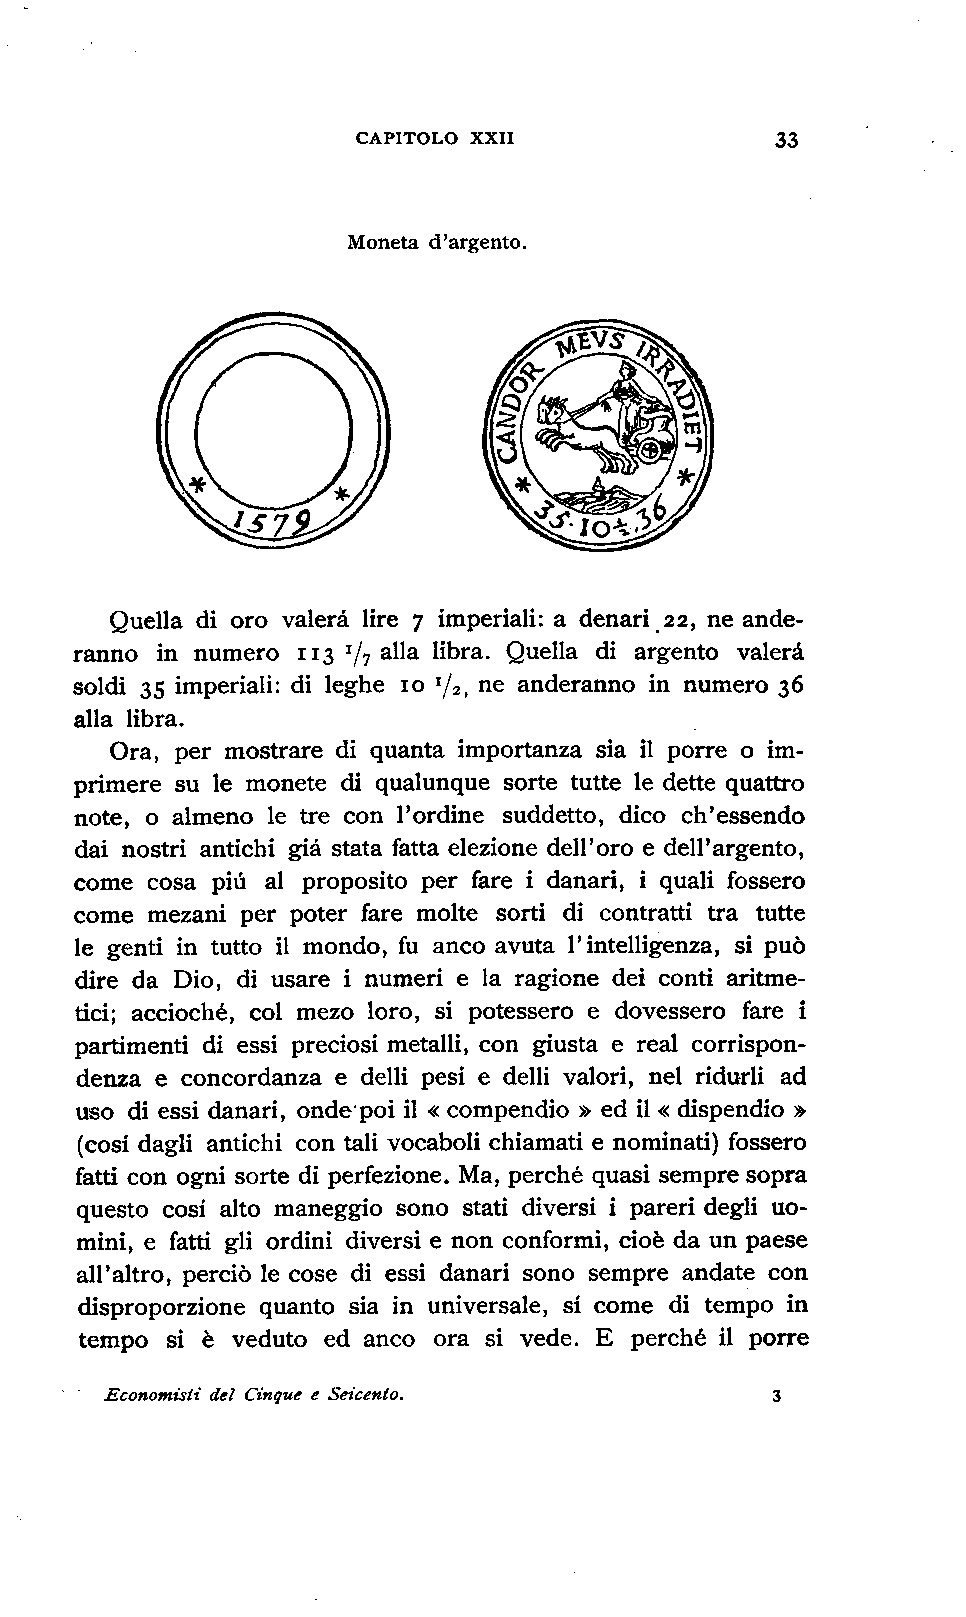 CAPITOLO XXII 33
Moneta d'argento.
* 1579 *
CANDOR MEVS IRRADIET
* 35. 10 ½. 36 *
Quella di oro valerá lire 7 imperiali: a denari 22, ne ande-
ranno in numero 113 1/7 alla libra. Quella di argento valerá
soldi 35 imperiali: di leghe 10 1/2, ne anderanno in numero 36
alla libra.
Ora, per mostrare di quanta importanza sia il porre o im-
primere su le monete di qualunque sorte tutte le dette quattro
note, o almeno le tre con l'ordine suddetto, dico ch'essendo
dai nostri antichi giá stata fatta elezione dell'oro e dell'argento,
come cosa piú al proposito per fare i danari, i quali fossero
come mezani per poter fare molte sorti di contratti tra tutte
le genti in tutto il mondo, fu anco avuta l'intelligenza, si può
dire da Dio, di usare i numeri e la ragione dei conti aritme-
tici; accioché, col mezo loro, si potessero e dovessero fare i
partimenti di essi preciosi metalli, con giusta e real corrispon-
denza e concordanza e delli pesi e delli valori, nel ridurli ad
uso di essi danari, onde poi il « compendio » ed il « dispendio »
(cosí dagli antichi con tali vocaboli chiamati e nominati) fossero
fatti con ogni sorte di perfezione. Ma, perché quasi sempre sopra
questo cosí alto maneggio sono stati diversi i pareri degli uo-
mini, e fatti gli ordini diversi e non conformi, cioè da un paese
all'altro, perciò le cose di essi danari sono sempre andate con
disproporzione quanto sia in universale, sí come di tempo in
tempo si è veduto ed anco ora si vede. E perché il porre
Economisti del Cinque e Seicento. 3